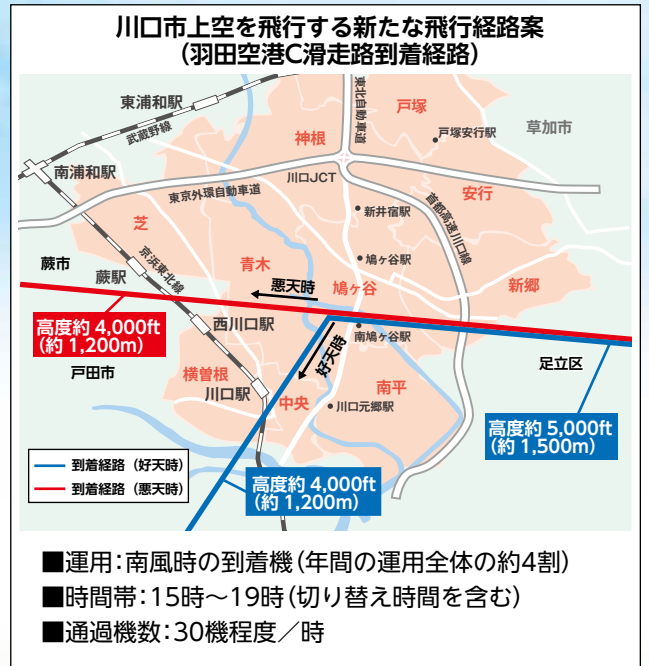 川口市上空を飛行する新たな飛行経路案
(羽田空港C滑走路到着経路)
東浦和駅
武蔵野線
南浦和駅
東京外環自動車道
神根
東北自動車道
戸塚
戸塚安行駅
草加市
川口JCT
安行
新井宿駅
首都高速川口線
芝
蕨市
蕨駅
京浜東北線
青木
鳩ヶ谷駅
悪天時
鳩ヶ谷
新郷
高度約 4,000ft
(約 1,200m)
西川口駅
南鳩ヶ谷駅
好天時
足立区
戸田市
横曽根
川口駅
中央
南平
川口元郷駅
高度約 5,000ft
(約 1,500m)
到着経路(好天時)
到着経路(悪天時)
高度約 4,000ft
(約 1,200m)
■運用:南風時の到着機(年間の運用全体の約4割)
■時間帯:15時〜19時(切り替え時間を含む)
■通過機数:30機程度/時